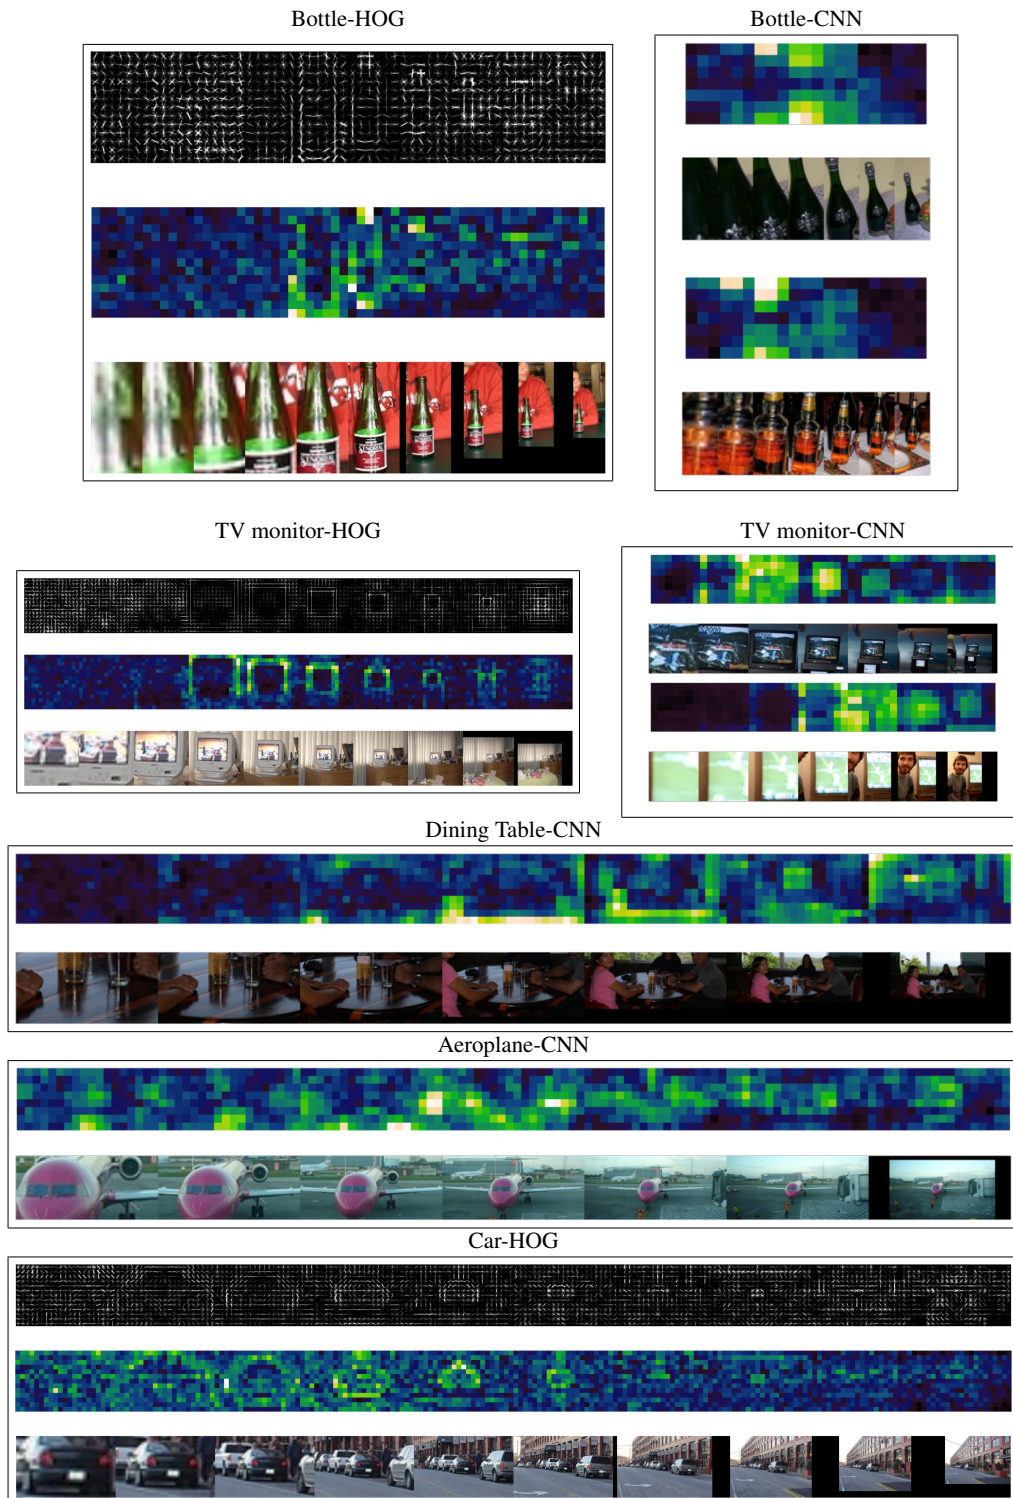 Bottle-HOG
Bottle-CNN
TV monitor-HOG
TV monitor-CNN
Dining Table-CNN
Aeroplane-CNN
Car-HOG